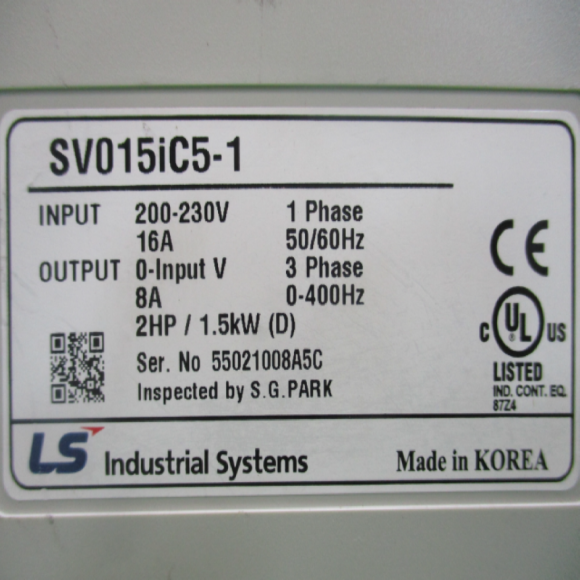 SV015iC5-1
INPUT 200-230V 1 Phase
16A 50/60Hz
OUTPUT 0-Input V 3 Phase
8A 0-400Hz
2HP / 1.5kW (D)
Ser. No 55021008A5C
Inspected by S.G.PARK
CE
C UL US
LISTED
IND. CONT. EQ.
87Z4
LS Industrial Systems
Made in KOREA